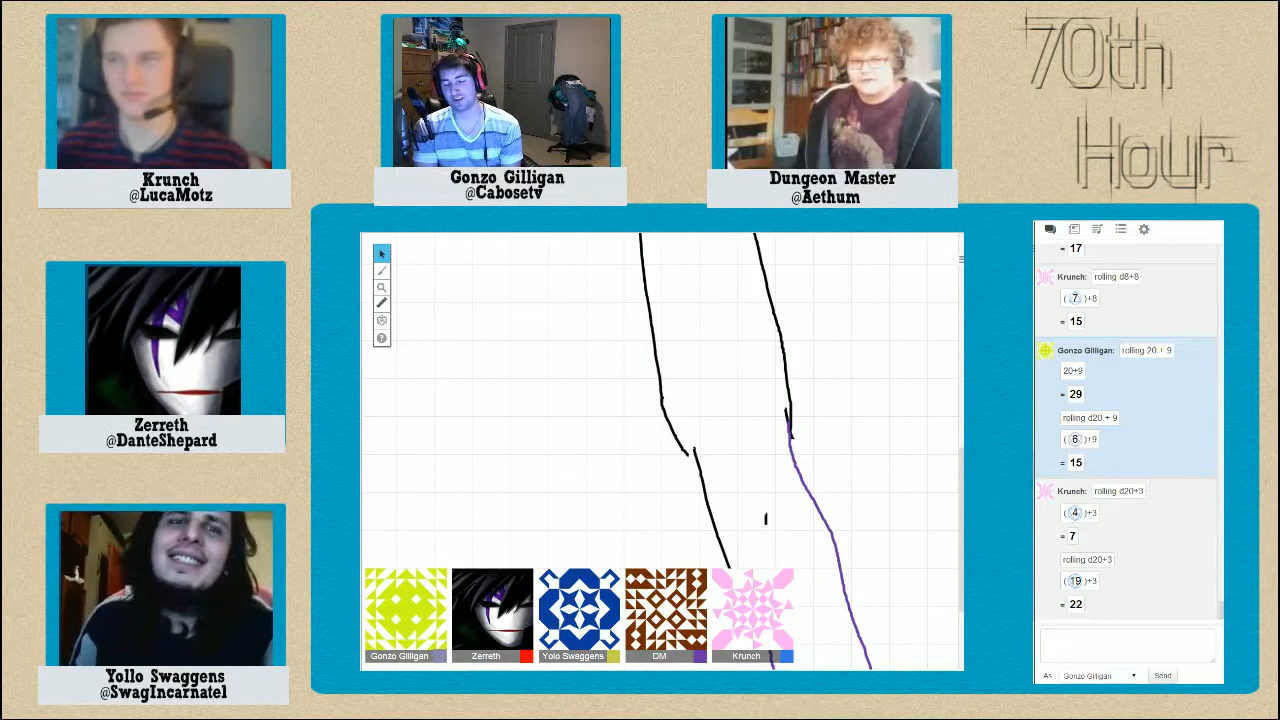 70th
Hour
Krunch
@LucaMotz
Gonzo Gilligan
@Cabosetv
Dungeon Master
@Aethum
Zerreth
@DanteShepard
Yollo Swaggens
@SwagIncarnatel
Gonzo Gilligan
Zerreth
Yolo Swaggens
DM
Krunch
= 17
Krunch: rolling d8+8
(7)+8
= 15
Gonzo Gilligan: rolling 20 + 9
20+9
= 29
rolling d20 + 9
(6)+9
= 15
Krunch: rolling d20+3
(4)+3
= 7
rolling d20+3
(19)+3
= 22
As Gonzo Gilligan Send